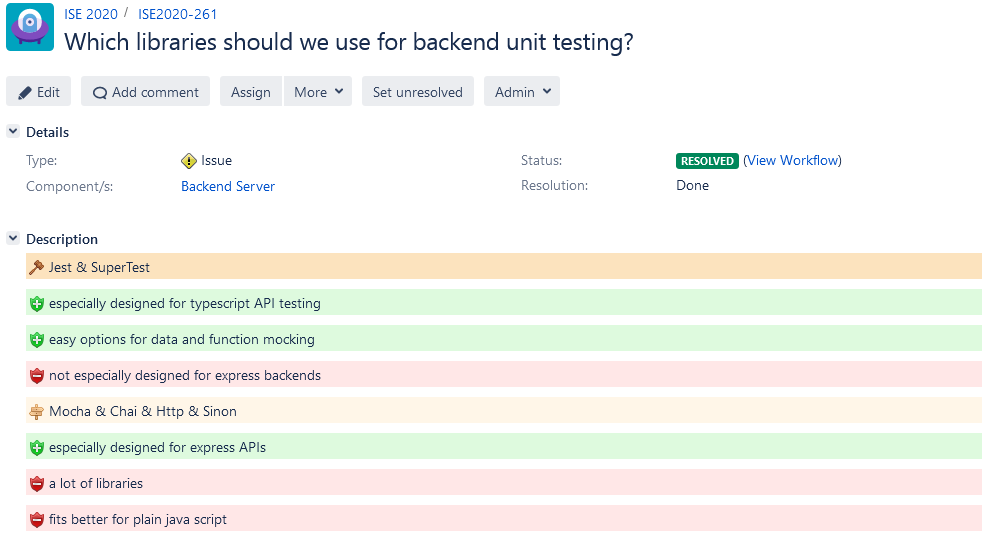 ISE 2020 / ISE2020-261
Which libraries should we use for backend unit testing?
Edit Add comment Assign More Set unresolved Admin
Details
Type: Issue Status: RESOLVED (View Workflow)
Component/s: Backend Server Resolution: Done
Description
Jest & SuperTest
especially designed for typescript API testing
easy options for data and function mocking
not especially designed for express backends
Mocha & Chai & Http & Sinon
especially designed for express APIs
a lot of libraries
fits better for plain java script